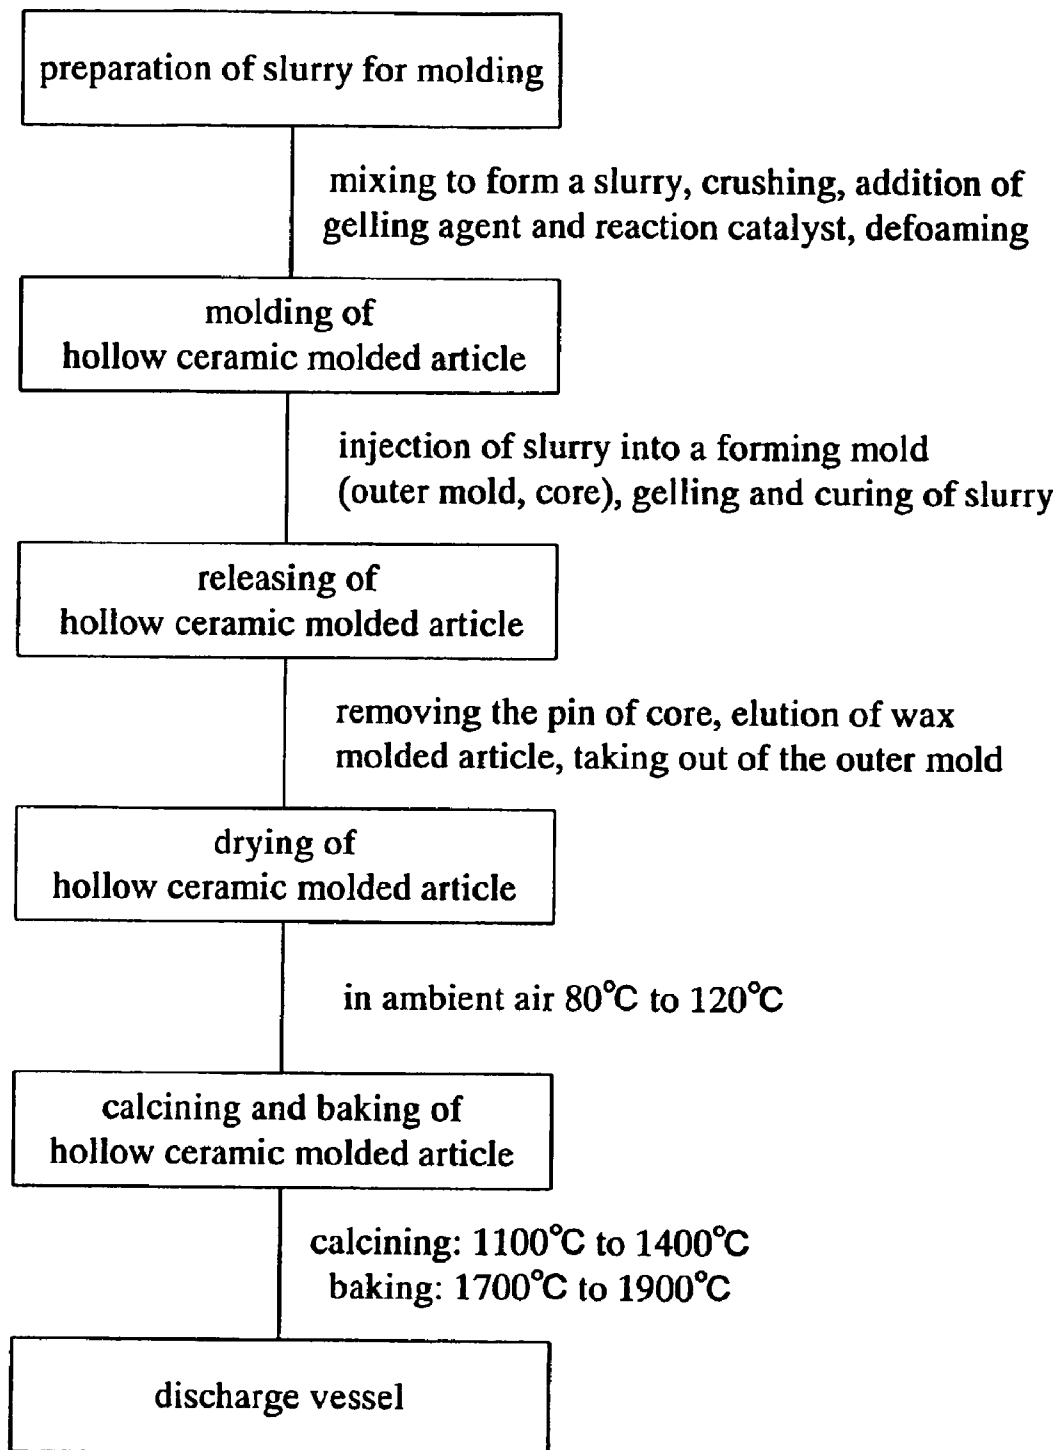 preparation of slurry for molding
mixing to form a slurry, crushing, addition of
gelling agent and reaction catalyst, defoaming
molding of
hollow ceramic molded article
injection of slurry into a forming mold
(outer mold, core), gelling and curing of slurry
releasing of
hollow ceramic molded article
removing the pin of core, elution of wax
molded article, taking out of the outer mold
drying of
hollow ceramic molded article
in ambient air 80°C to 120°C
calcining and baking of
hollow ceramic molded article
calcining: 1100°C to 1400°C
baking: 1700°C to 1900°C
discharge vessel